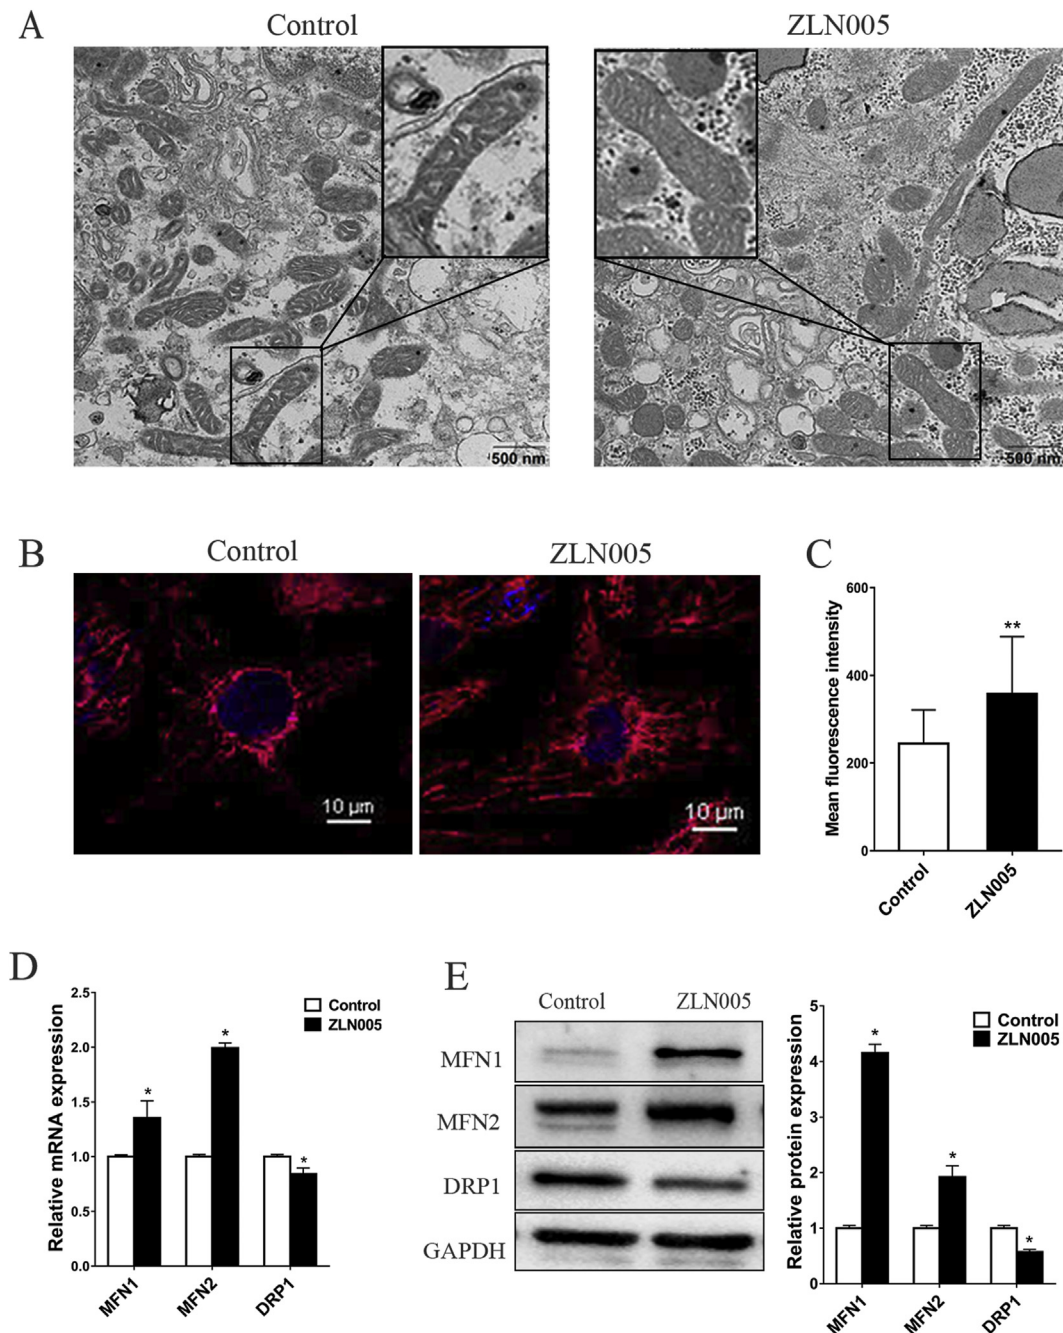 A
Control
ZLN005
500 nm
500 nm
B
Control
ZLN005
10 µm
10 µm
C
Mean fluorescence intensity
600
400
200
0
**
Control
ZLN005
D
Relative mRNA expression
2.5
2.0
1.5
1.0
0.5
0.0
Control
ZLN005
*
*
*
MFN1
MFN2
DRP1
E
Control
ZLN005
MFN1
MFN2
DRP1
GAPDH
Relative protein expression
5
4
3
2
1
0
Control
ZLN005
*
*
*
MFN1
MFN2
DRP1